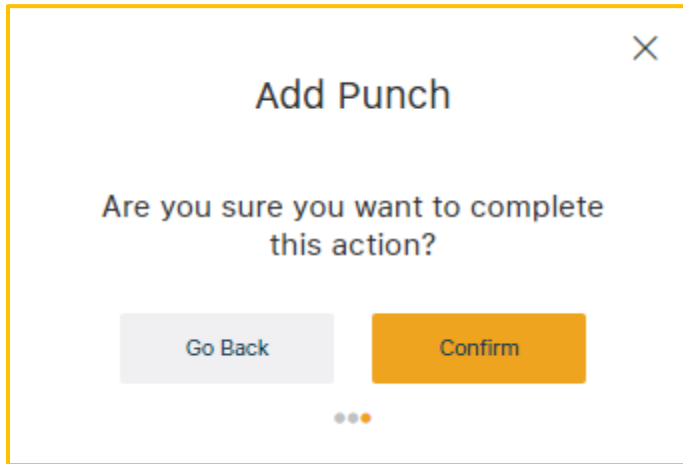 Add Punch
Are you sure you want to complete
this action?
Go Back
Confirm